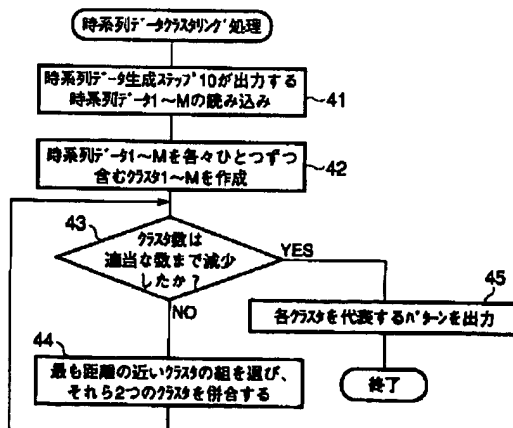 時系列ﾃﾞｰﾀｸﾗｽﾀﾘﾝｸﾞ処理
時系列ﾃﾞｰﾀ生成ｽﾃｯﾌﾟ10が出力する
時系列ﾃﾞｰﾀ1～Mの読み込み
41
時系列ﾃﾞｰﾀ1～Mを各々ひとつずつ
含むｸﾗｽﾀ1～Mを作成
42
43
ｸﾗｽﾀ数は
適当な数まで減少
したか?
YES
NO
45
各ｸﾗｽﾀを代表するﾊﾟﾀｰﾝを出力
44
最も距離の近いｸﾗｽﾀの組を選び、
それら2つのｸﾗｽﾀを併合する
終了